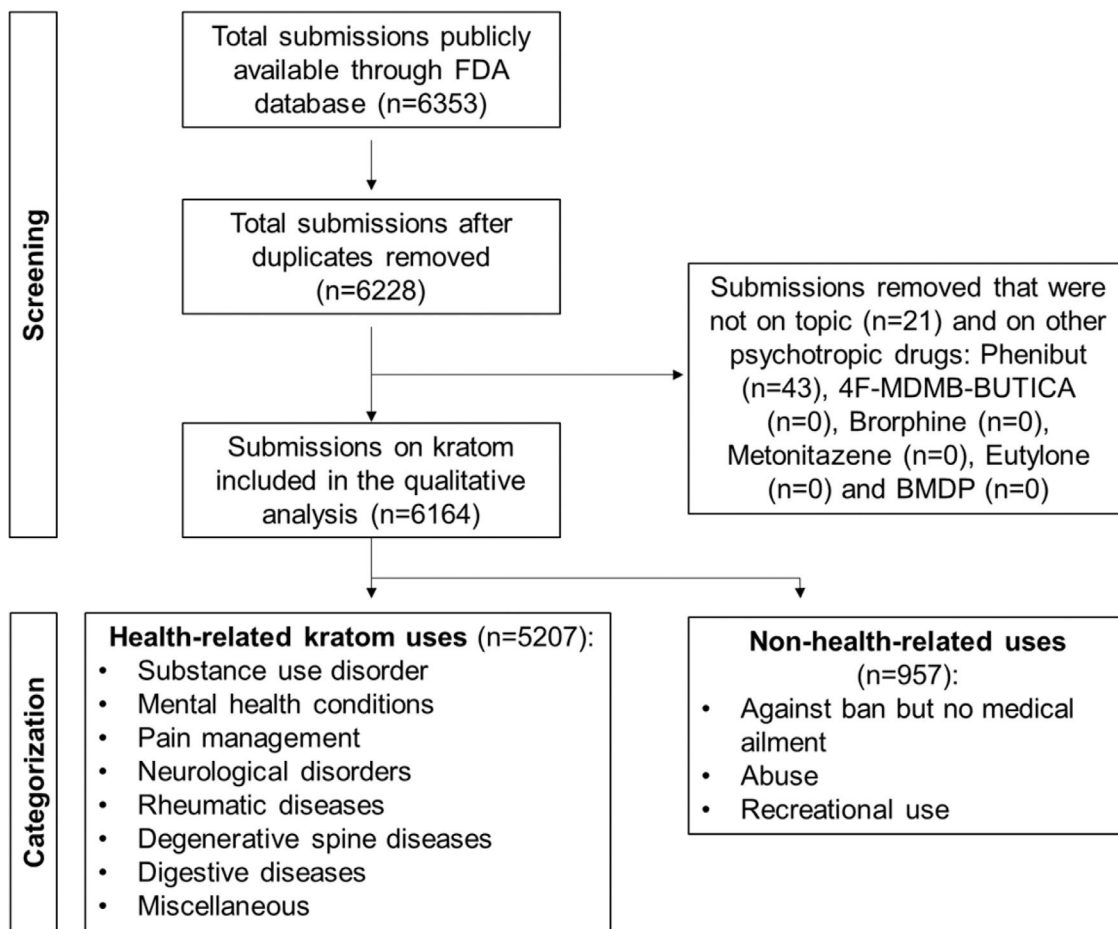 Screening
Total submissions publicly
available through FDA
database (n=6353)
Total submissions after
duplicates removed
(n=6228)
Submissions removed that were
not on topic (n=21) and on other
psychotropic drugs: Phenibut
(n=43), 4F-MDMB-BUTICA
(n=0), Brorphine (n=0),
Metonitazene (n=0), Eutylone
(n=0) and BMDP (n=0)
Submissions on kratom
included in the qualitative
analysis (n=6164)
Categorization
Health-related kratom uses (n=5207):
• Substance use disorder
• Mental health conditions
• Pain management
• Neurological disorders
• Rheumatic diseases
• Degenerative spine diseases
• Digestive diseases
• Miscellaneous
Non-health-related uses
(n=957):
• Against ban but no medical
ailment
• Abuse
• Recreational use